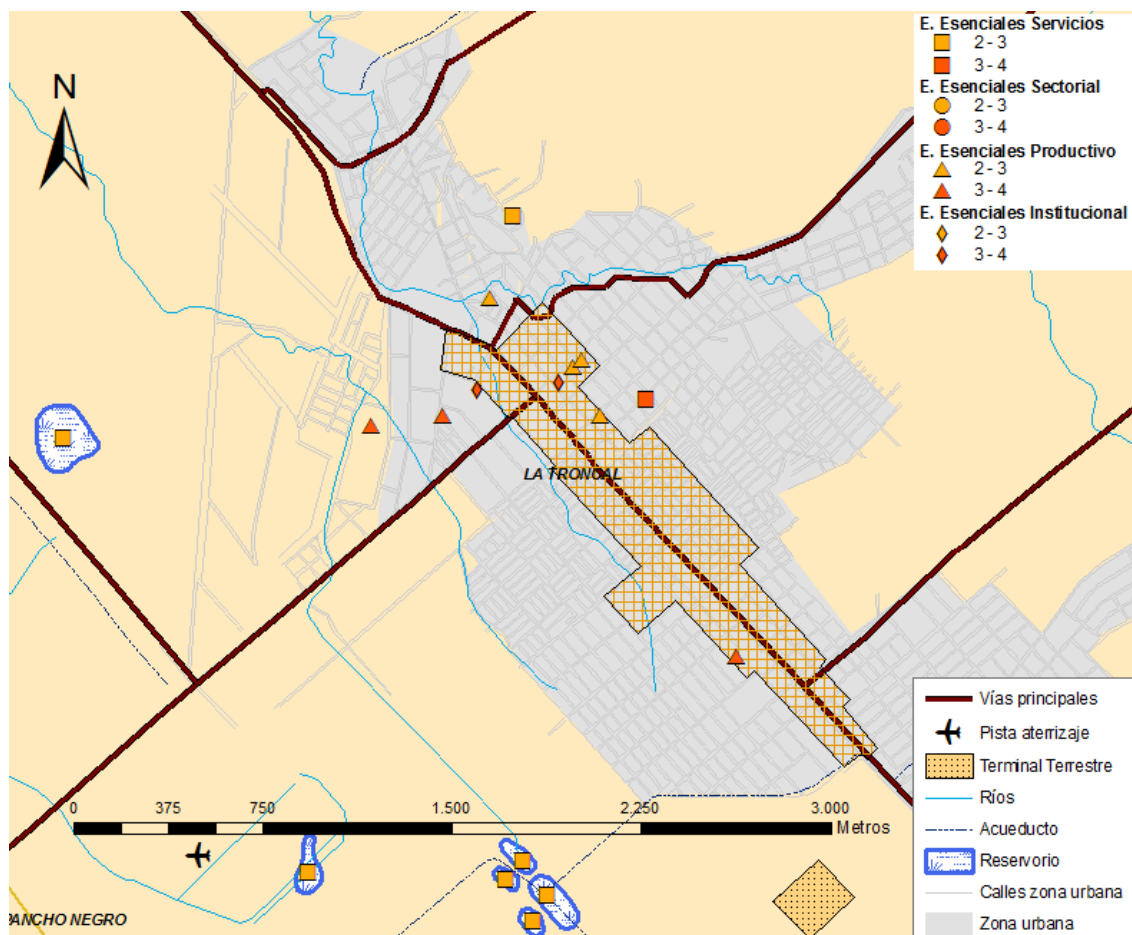 E. Esenciales Servicios
2 - 3
3 - 4
E. Esenciales Sectorial
2 - 3
3 - 4
E. Esenciales Productivo
2 - 3
3 - 4
E. Esenciales Institucional
2 - 3
3 - 4
N
LA TRONCAL
Vías principales
Pista aterrizaje
Terminal Terrestre
Ríos
Acueducto
Reservorio
Calles zona urbana
Zona urbana
0 375 750 1.500 2.250 3.000
Metros
PANCHO NEGRO